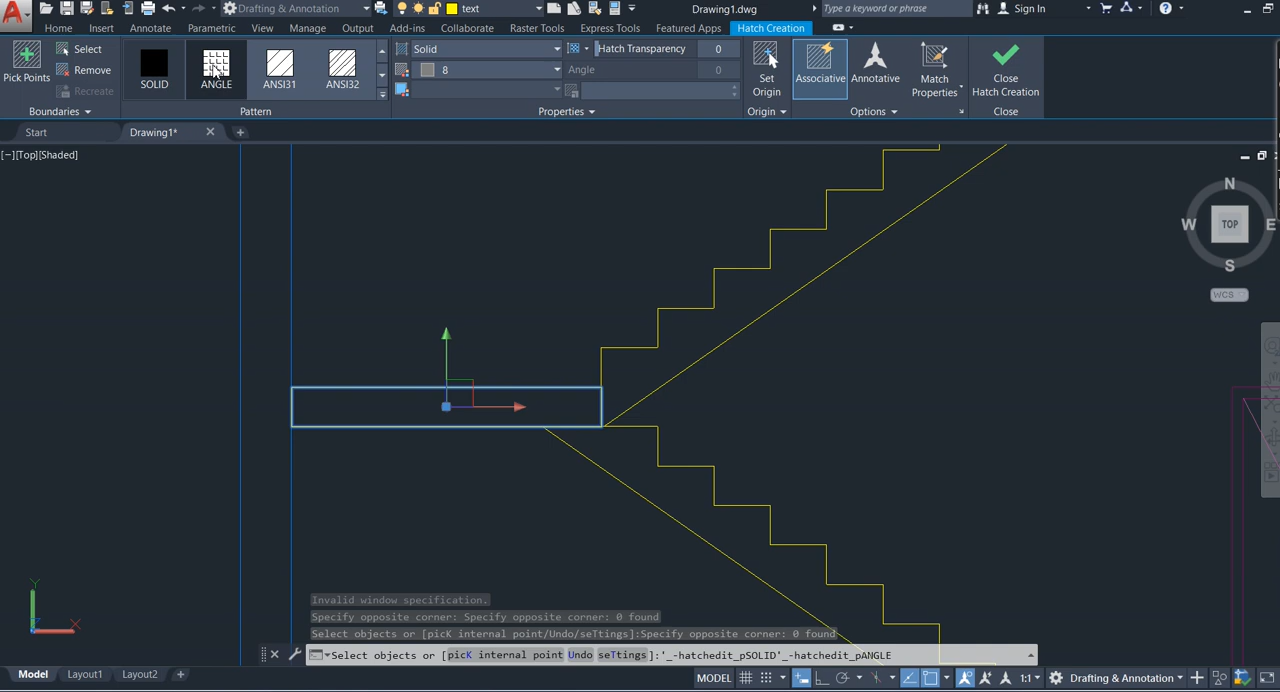 A
Drafting & Annotation
text
Drawing1.dwg
Type a keyword or phrase
Sign In
?
Home Insert Annotate Parametric View Manage Output Add-ins Collaborate Raster Tools Express Tools Featured Apps Hatch Creation
Pick Points
Select
Remove
Recreate
SOLID
ANGLE
ANSI31
ANSI32
Solid
8
Hatch Transparency 0
Angle 0
Set
Origin
Associative
Annotative
Match
Properties
Close
Hatch Creation
Boundaries
Pattern
Properties
Origin
Options
Close
Start
Drawing1*
[−][Top][Shaded]
N
W
TOP
E
S
WCS
Y
X
Invalid window specification.
Specify opposite corner: Specify opposite corner: 0 found
Select objects or [picK internal point/Undo/seTtings]:Specify opposite corner: 0 found
Select objects or [picK internal point Undo seTtings]:'_-hatchedit_pSOLID'_-hatchedit_pANGLE
Model
Layout1
Layout2
+
MODEL
1:1
Drafting & Annotation